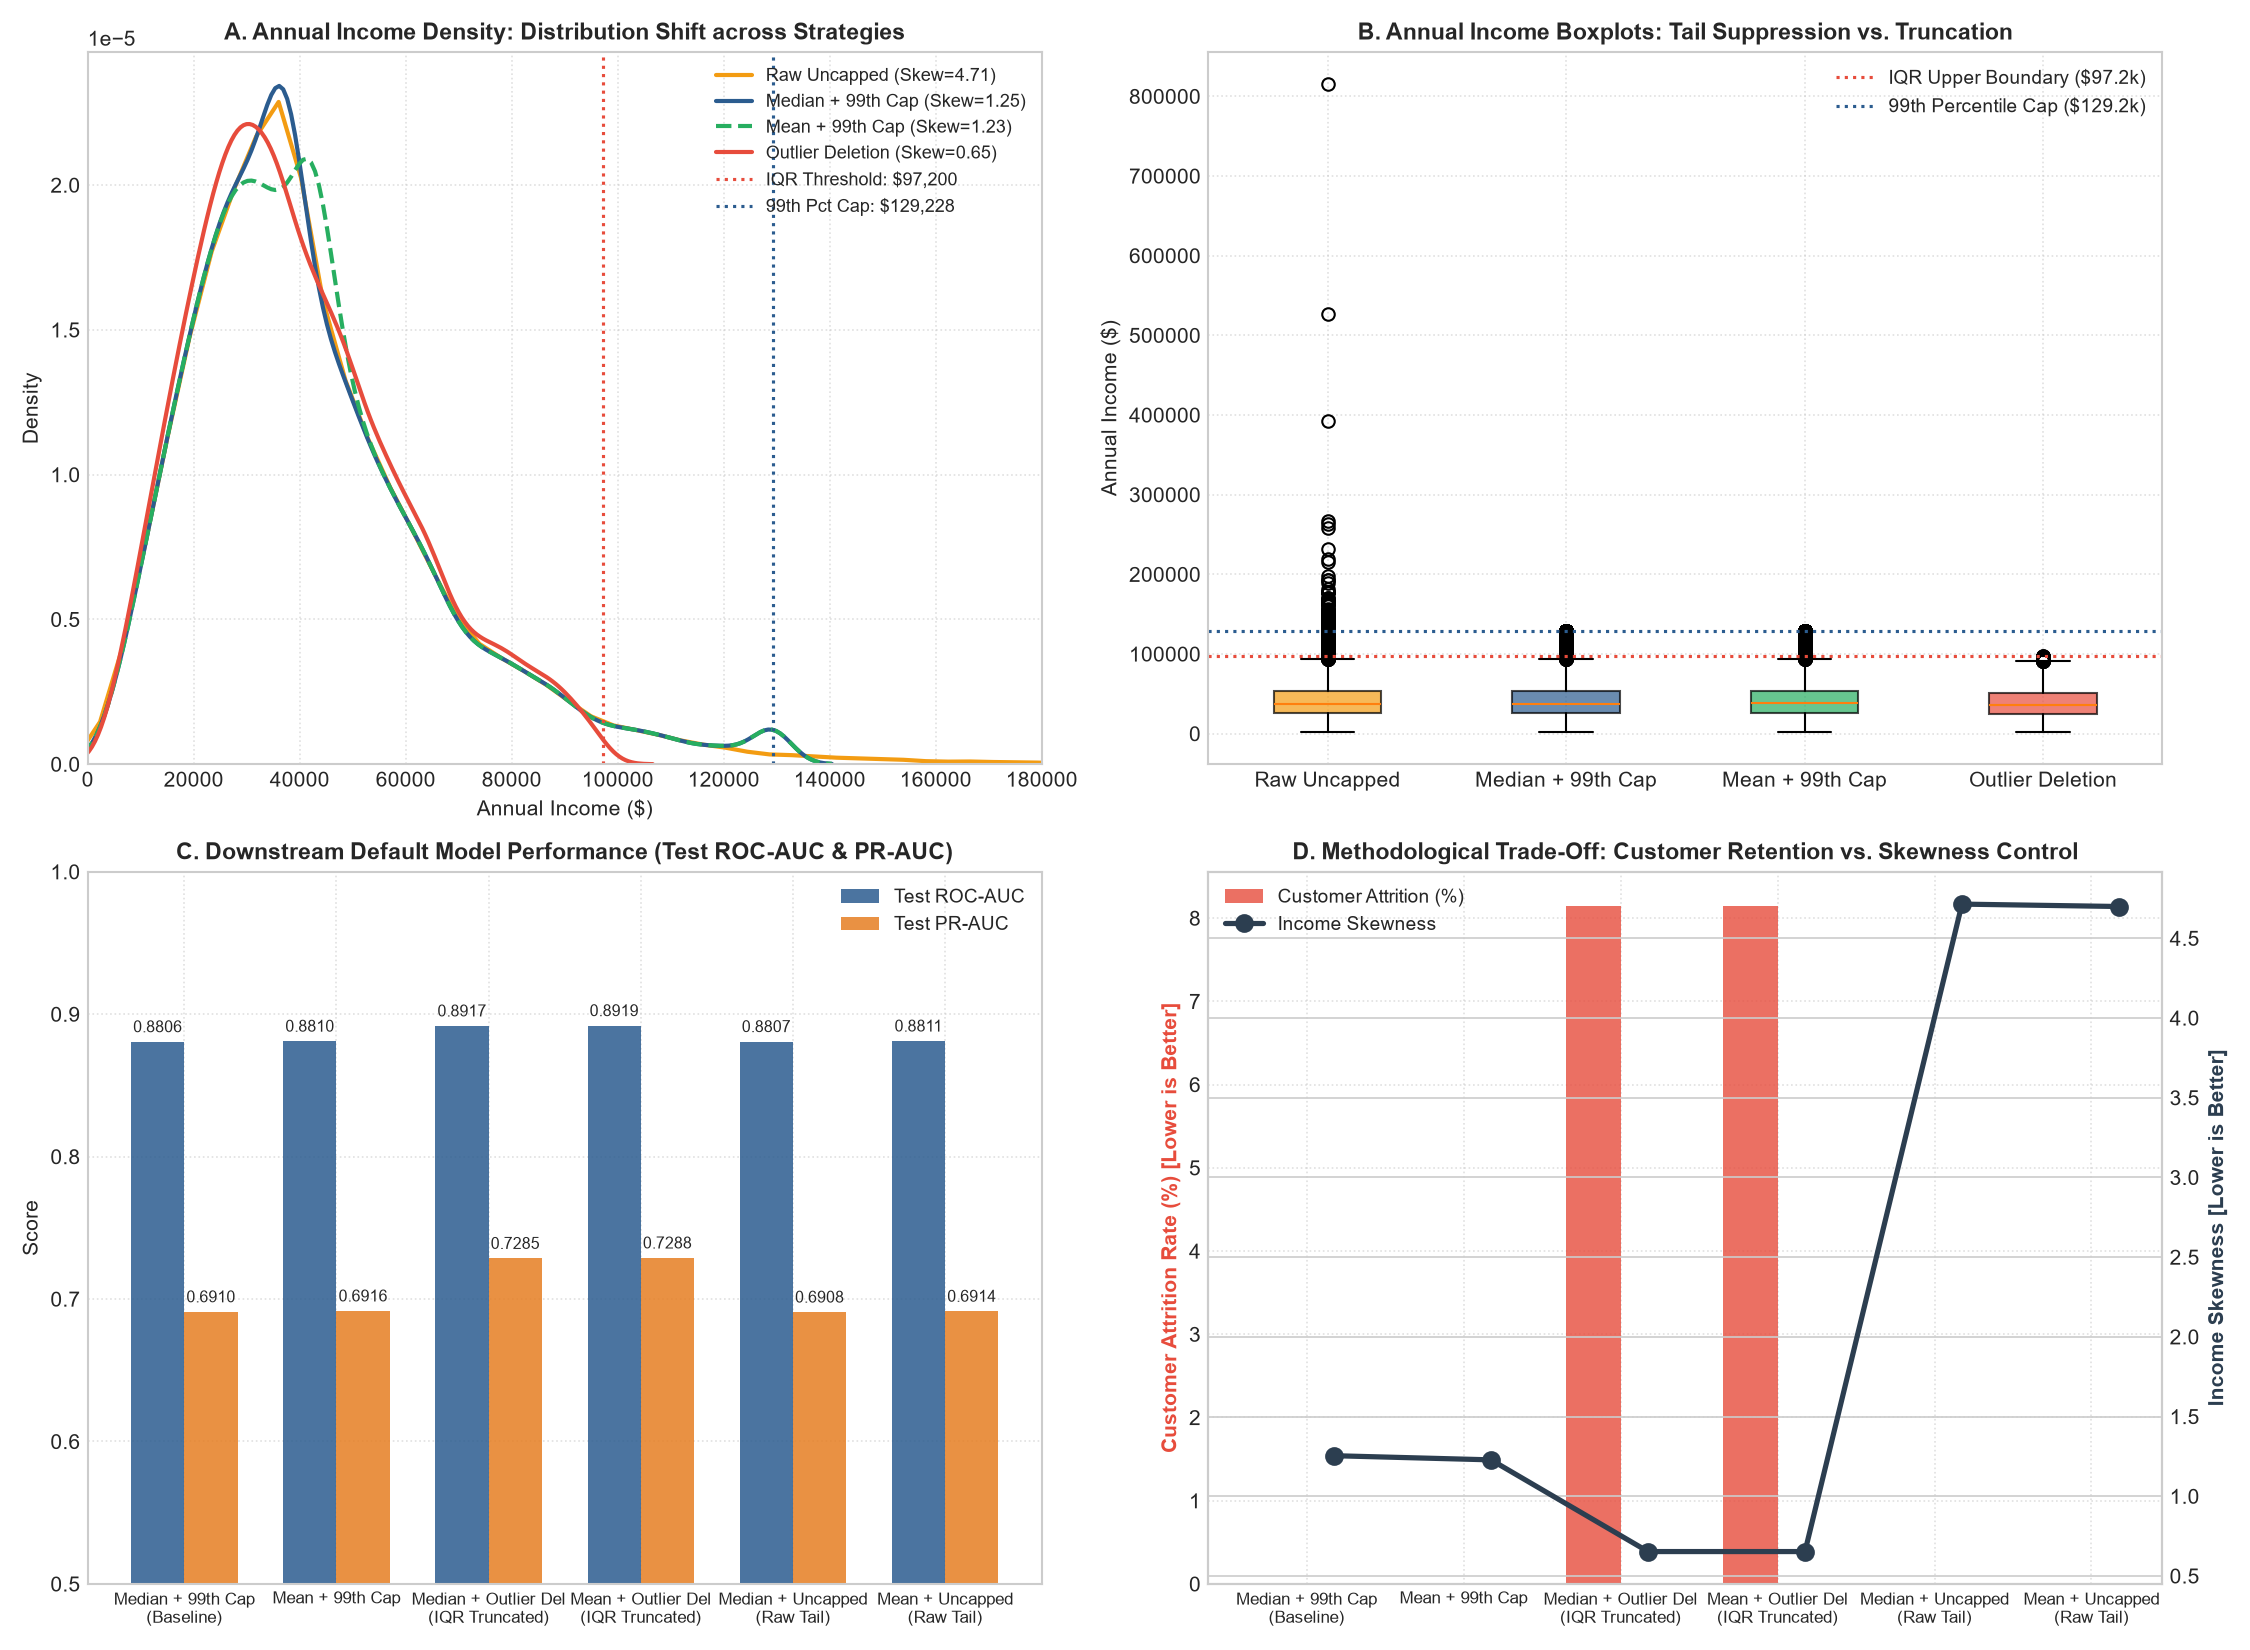 A. Annual Income Density: Distribution Shift across Strategies
1e−5
Raw Uncapped (Skew=4.71)
Median + 99th Cap (Skew=1.25)
Mean + 99th Cap (Skew=1.23)
Outlier Deletion (Skew=0.65)
IQR Threshold: $97,200
99th Pct Cap: $129,228
2.0
1.5
1.0
0.5
0.0
Density
0 20000 40000 60000 80000 100000 120000 140000 160000 180000
Annual Income ($)
B. Annual Income Boxplots: Tail Suppression vs. Truncation
IQR Upper Boundary ($97.2k)
99th Percentile Cap ($129.2k)
800000
700000
600000
500000
400000
300000
200000
100000
0
Annual Income ($)
Raw Uncapped Median + 99th Cap Mean + 99th Cap Outlier Deletion
C. Downstream Default Model Performance (Test ROC-AUC & PR-AUC)
Test ROC-AUC
Test PR-AUC
1.0
0.9
0.8
0.7
0.6
0.5
Score
0.8806 0.8810 0.8917 0.8919 0.8807 0.8811
0.6910 0.6916 0.7285 0.7288 0.6908 0.6914
Median + 99th Cap Mean + 99th Cap Median + Outlier Del Mean + Outlier Del Median + Uncapped Mean + Uncapped
(Baseline) (IQR Truncated) (IQR Truncated) (Raw Tail) (Raw Tail)
D. Methodological Trade-Off: Customer Retention vs. Skewness Control
Customer Attrition (%)
Income Skewness
8
7
6
5
4
3
2
1
0
Customer Attrition Rate (%) [Lower is Better]
4.5
4.0
3.5
3.0
2.5
2.0
1.5
1.0
0.5
Income Skewness [Lower is Better]
Median + 99th Cap Mean + 99th Cap Median + Outlier Del Mean + Outlier Del Median + Uncapped Mean + Uncapped
(Baseline) (IQR Truncated) (IQR Truncated) (Raw Tail) (Raw Tail)